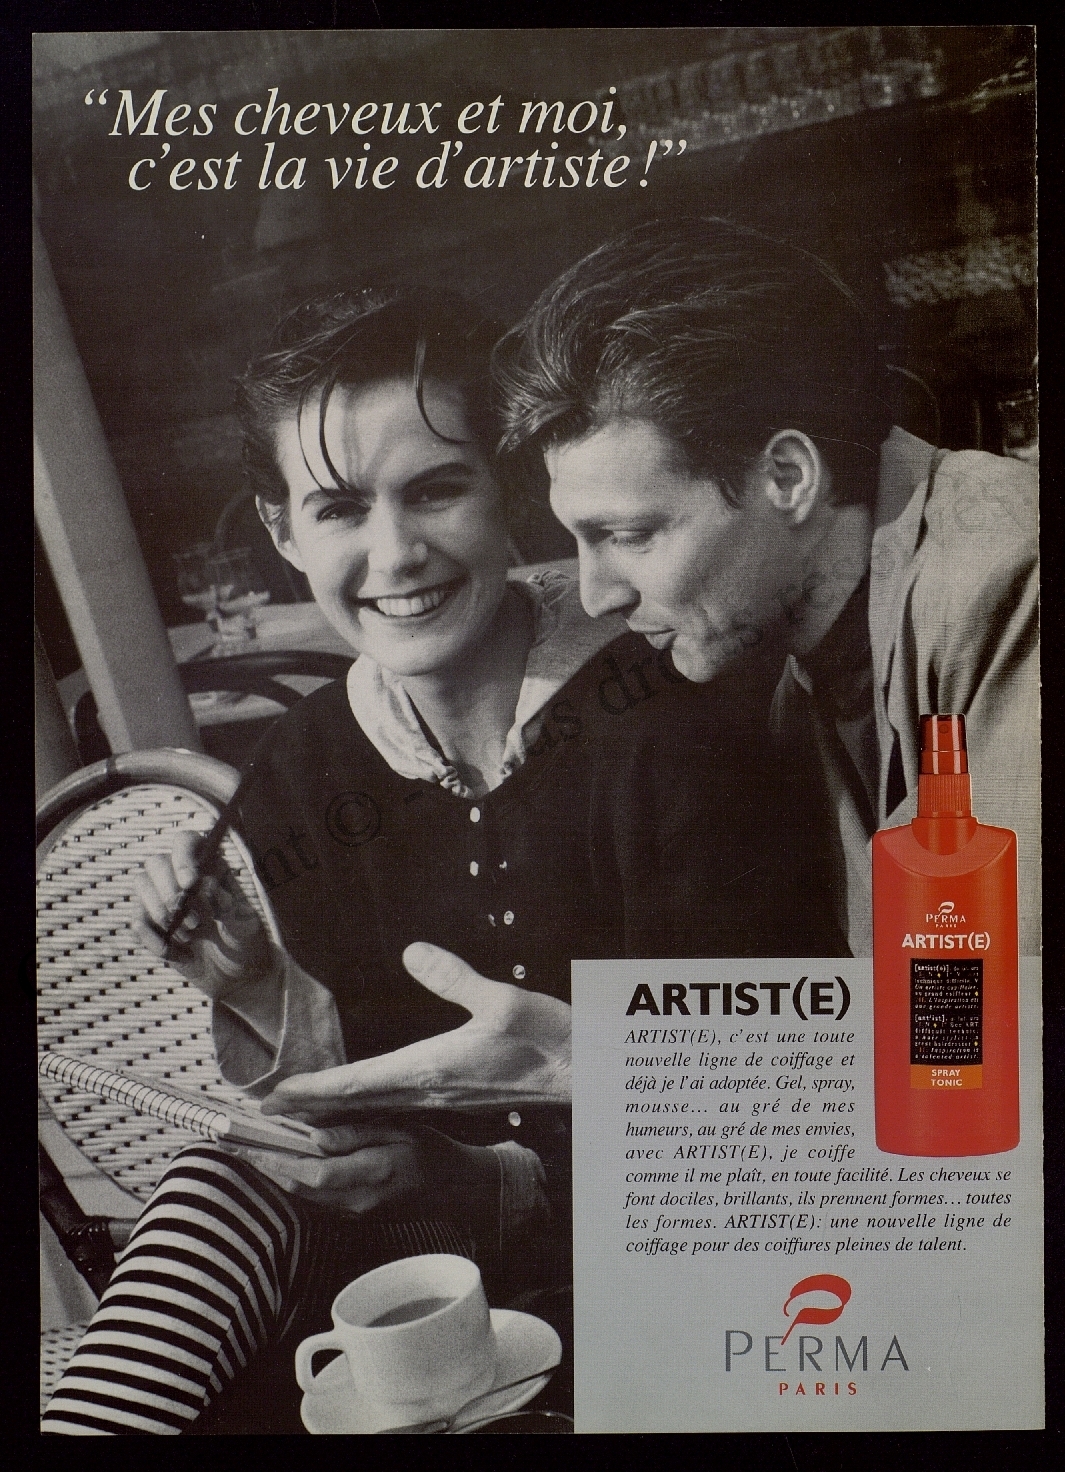 “Mes cheveux et moi,
c’est la vie d’artiste !”
PERMA
PARIS
ARTIST(E)
SPRAY
TONIC
ARTIST(E)
ARTIST(E), c’est une toute
nouvelle ligne de coiffage et
déjà je l’ai adoptée. Gel, spray,
mousse... au gré de mes
humeurs, au gré de mes envies,
avec ARTIST(E), je coiffe
comme il me plaît, en toute facilité. Les cheveux se
font dociles, brillants, ils prennent formes... toutes
les formes. ARTIST(E): une nouvelle ligne de
coiffage pour des coiffures pleines de talent.
PERMA
PARIS